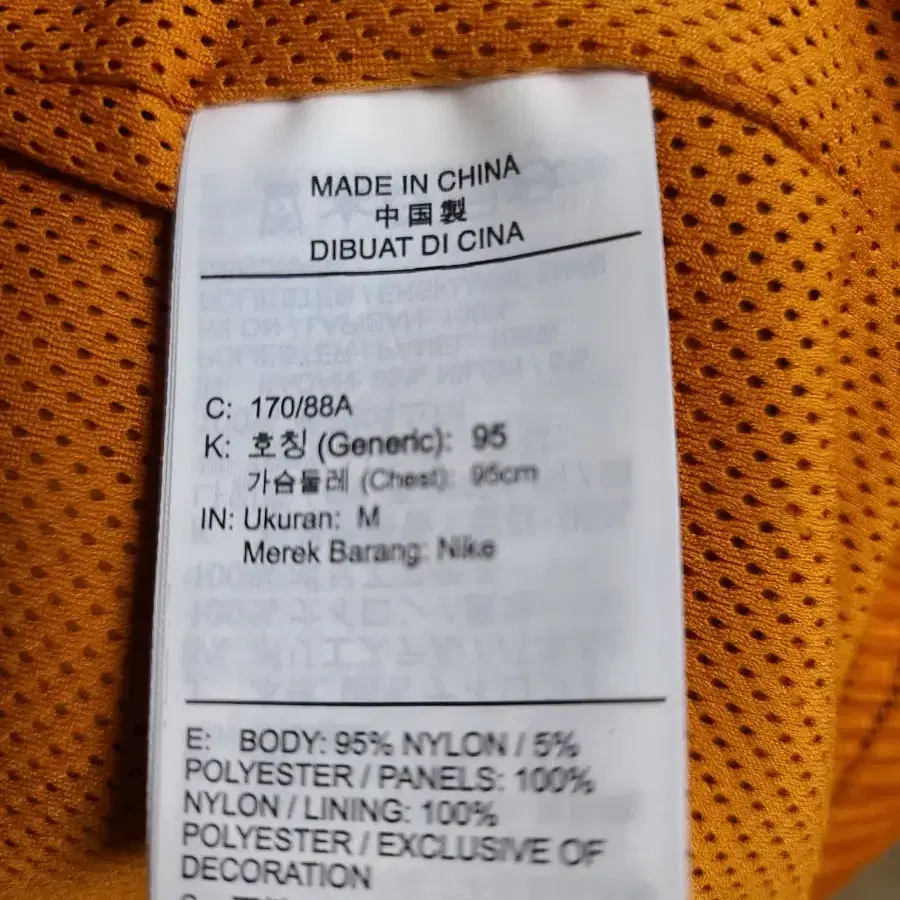 MADE IN CHINA
中国製
DIBUAT DI CINA
C: 170/88A
K: 호칭 (Generic): 95
가슴둘레 (Chest): 95cm
IN: Ukuran: M
Merek Barang: Nike
E: BODY: 95% NYLON / 5%
POLYESTER / PANELS: 100%
NYLON / LINING: 100%
POLYESTER / EXCLUSIVE OF
DECORATION